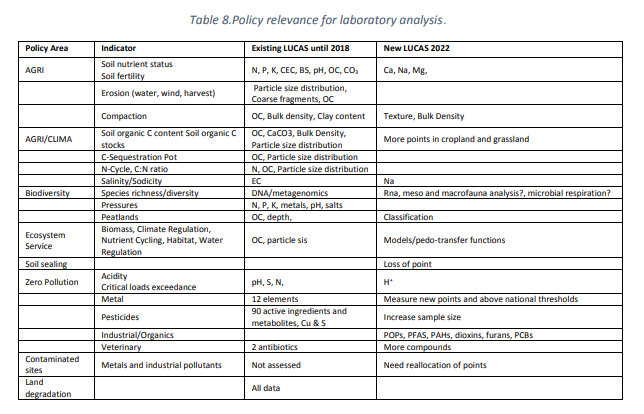 Table 8.Policy relevance for laboratory analysis.
Policy Area Indicator Existing LUCAS until 2018 New LUCAS 2022
AGRI Soil nutrient status Soil fertility N, P, K, CEC, BS, pH, OC, CO₃ Ca, Na, Mg,
Erosion (water, wind, harvest) Particle size distribution, Coarse fragments, OC
Compaction OC, Bulk density, Clay content Texture, Bulk Density
AGRI/CLIMA Soil organic C content Soil organic C stocks OC, CaCO3, Bulk Density, Particle size distribution More points in cropland and grassland
C-Sequestration Pot OC, Particle size distribution
N-Cycle, C:N ratio N, OC, Particle size distribution
Salinity/Sodicity EC Na
Biodiversity Species richness/diversity DNA/metagenomics Rna, meso and macrofauna analysis?, microbial respiration?
Pressures N, P, K, metals, pH, salts
Peatlands OC, depth, Classification
Ecosystem Service Biomass, Climate Regulation, Nutrient Cycling, Habitat, Water Regulation OC, particle sis Models/pedo-transfer functions
Soil sealing Loss of point
Zero Pollution Acidity Critical loads exceedance pH, S, N, H⁺
Metal 12 elements Measure new points and above national thresholds
Pesticides 90 active ingredients and metabolites, Cu & S Increase sample size
Industrial/Organics POPs, PFAS, PAHs, dioxins, furans, PCBs
Veterinary 2 antibiotics More compounds
Contaminated sites Metals and industrial pollutants Not assessed Need reallocation of points
Land degradation All data